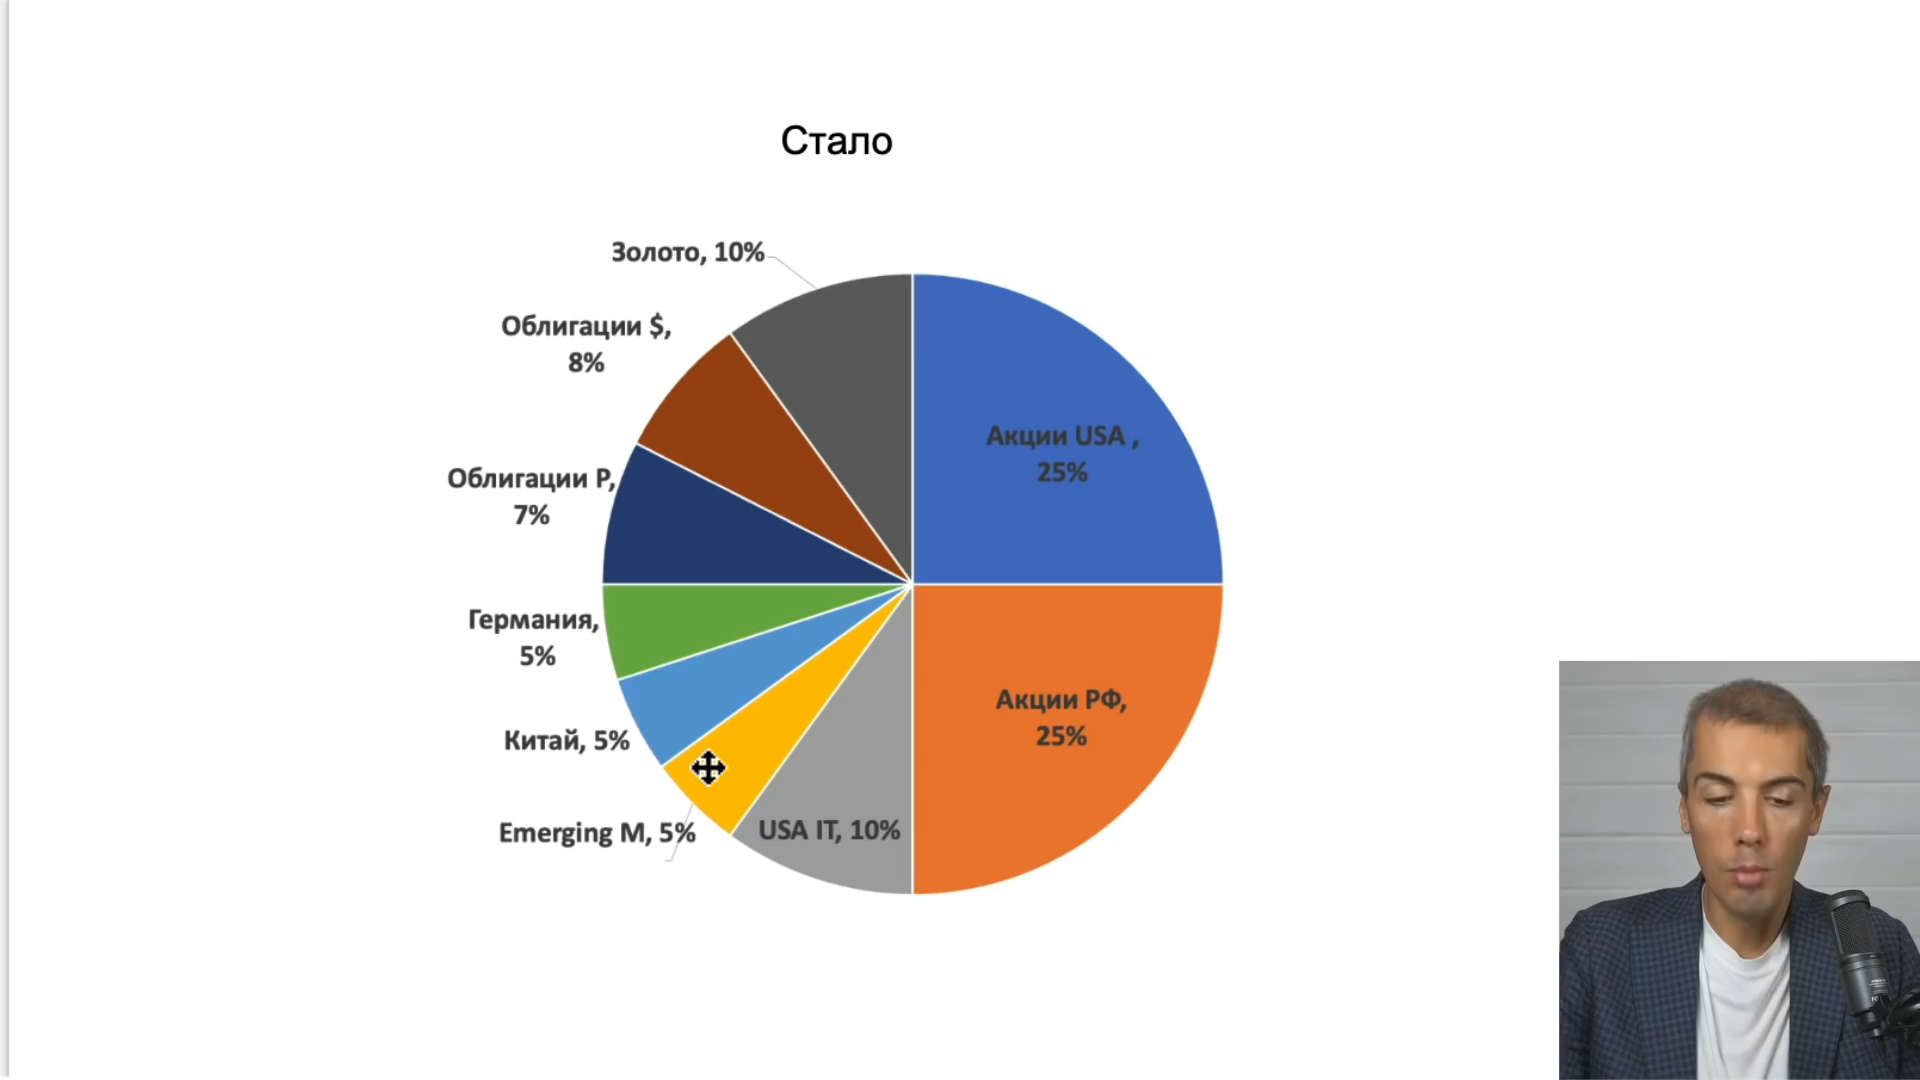 Стало
Золото, 10%
Облигации $,
8%
Акции USA ,
25%
Облигации Р,
7%
Германия,
5%
Акции РФ,
25%
Китай, 5%
Emerging M, 5%
USA IT, 10%